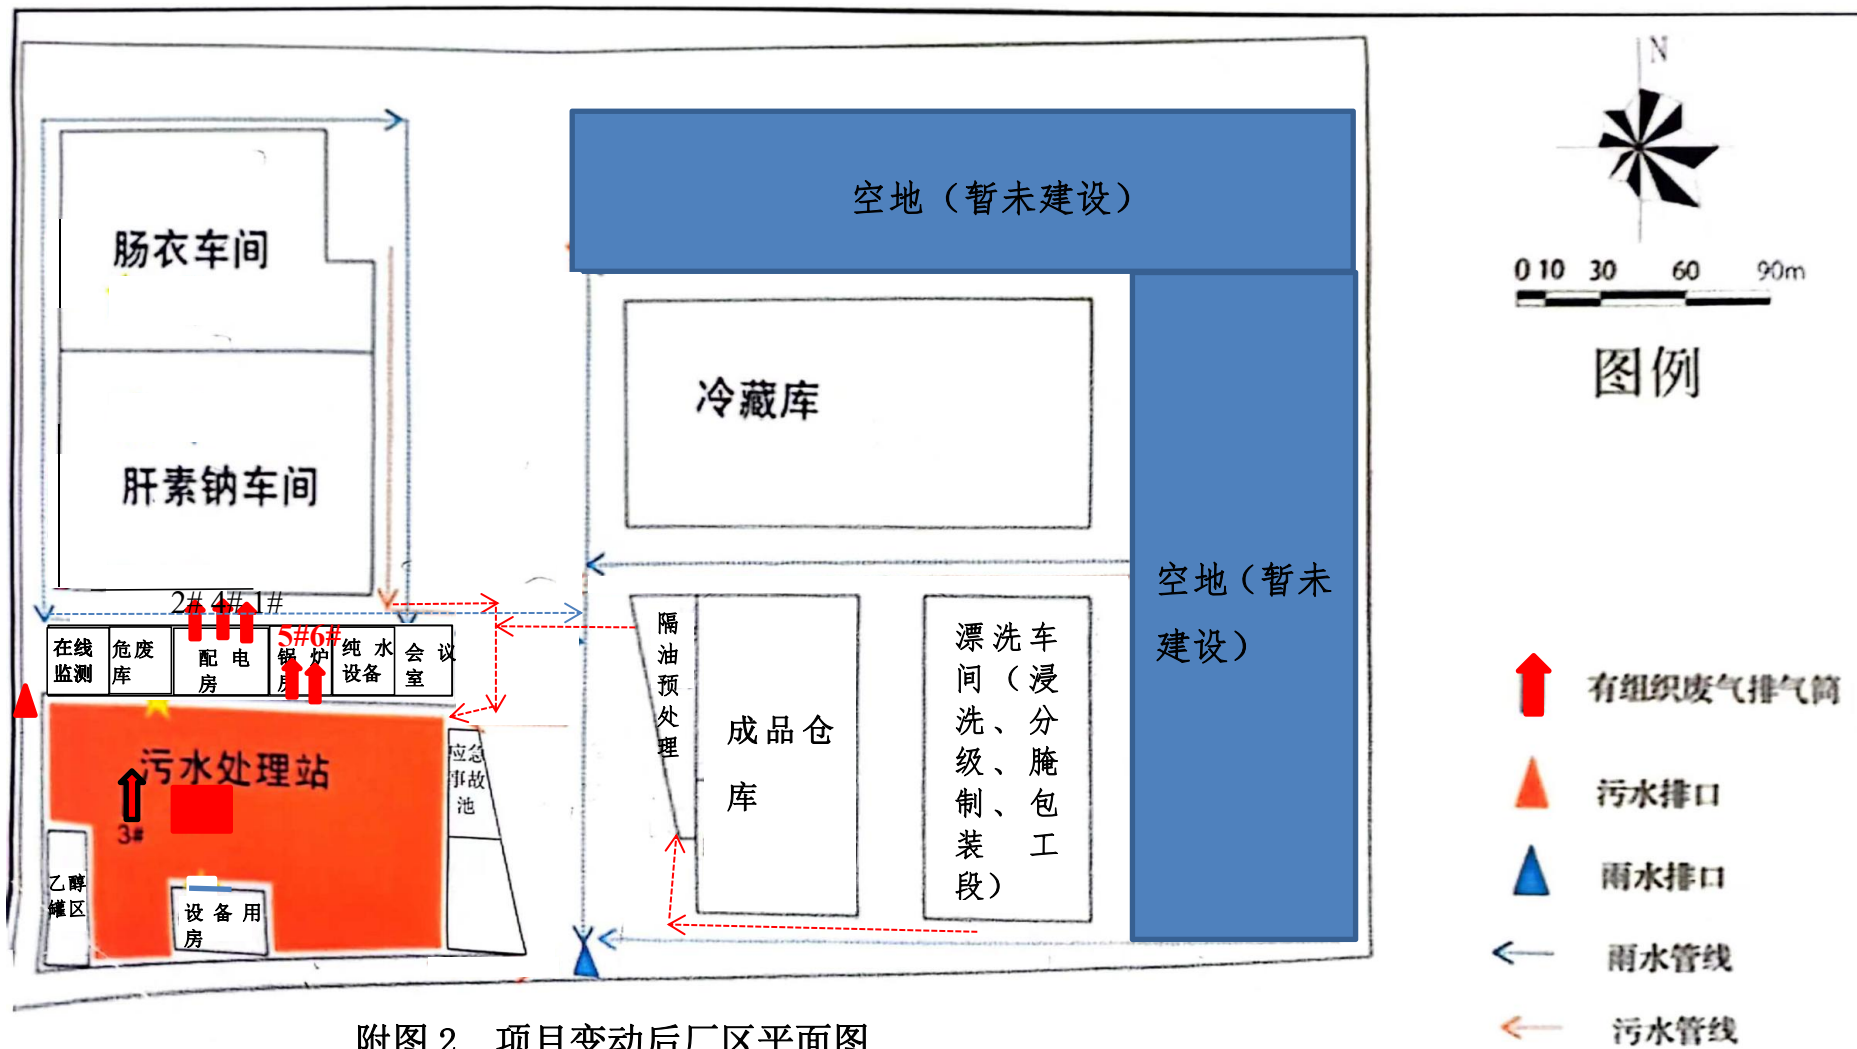 N
空地（暂未建设）
肠衣车间
0 10 30 60 90m
图例
冷藏库
肝素钠车间
空地（暂未
建设）
2# 4# 1#
5#6#
在线
监测
危废
库
配电
房
锅炉
房
纯水
设备
会议
室
隔
油
预
处
理
漂洗车
间（浸
洗、分
级、腌
制、包
装工
段）
成品仓
库
有组织废气排气筒
污水处理站
应急
事故
池
3#
污水排口
雨水排口
乙醇
罐区
设备用
房
雨水管线
污水管线
附图 2 项目变动后厂区平面图